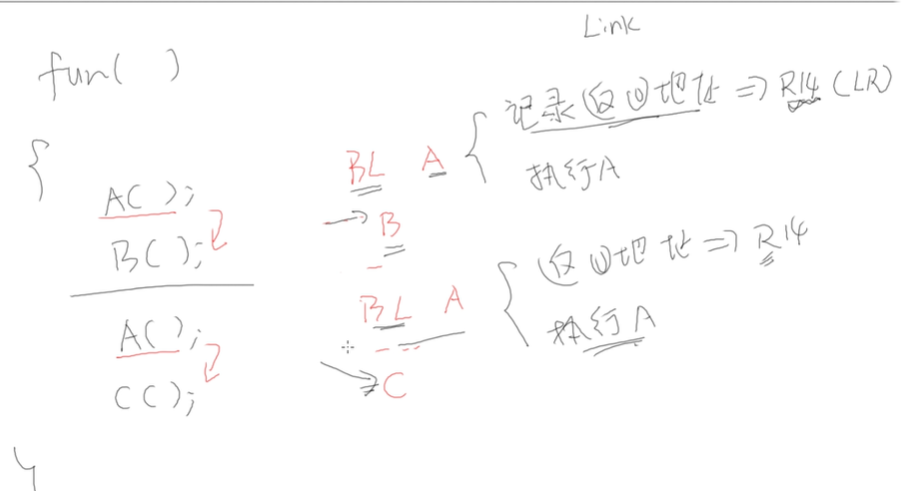 Link
fun( )
{
A( );
B( );
A( );
C( );
}
BL A { 记录返回地址 => R14 (LR)
执行A
B
BL A { 返回地址 => R14
执行A
C